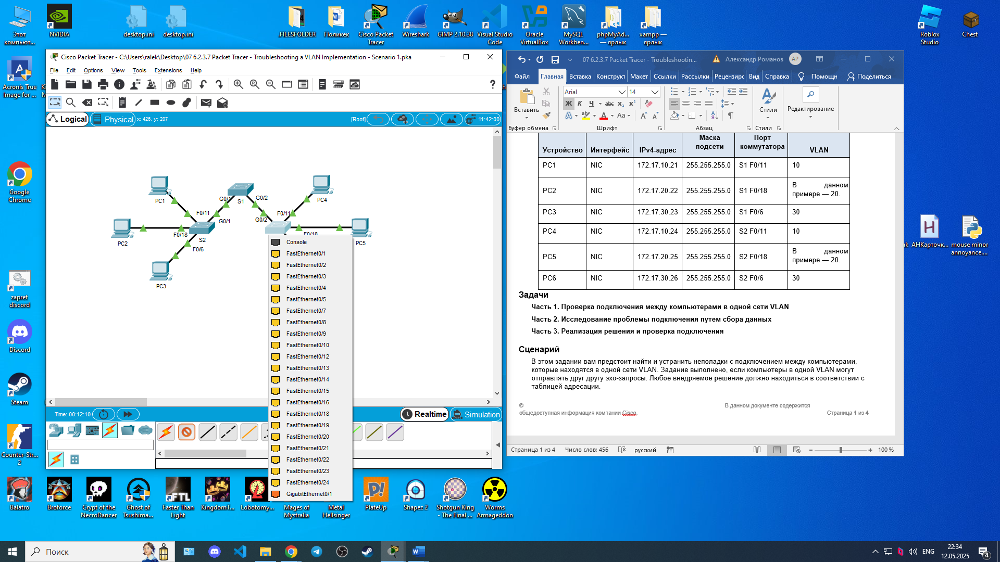 Этот
компьют...
NVIDIA
desktop.ini
desktop.ini
.FILESFOLDER
Поликек
Cisco Packet
Tracer
Wireshark
GIMP 2.10.38
Visual Studio
Code
Oracle
VirtualBox
MySQL
Workben...
phpMyAd...
— ярлык
xampp —
ярлык
Roblox
Studio
Chest
Acronis True
Image for ...
Google
Chrome
zapret
discord
Discord
Steam
Counter-Str...
2
АНКарточк...
mouse minor
annoyance....
Cisco Packet Tracer - C:\Users\ralek\Desktop\07 6.2.3.7 Packet Tracer - Troubleshooting a VLAN Implementation - Scenario 1.pka
File Edit Options View Tools Extensions Help
Logical
Physical
x: 426, y: 207
[Root]
11:42:00
PC1
PC2
PC3
PC4
PC5
S1
S2
G0/1
G0/2
F0/11
G0/1
F0/18
F0/6
F0/11
G0/2
F0/18
Console
FastEthernet0/1
FastEthernet0/2
FastEthernet0/3
FastEthernet0/4
FastEthernet0/5
FastEthernet0/7
FastEthernet0/8
FastEthernet0/9
FastEthernet0/10
FastEthernet0/12
FastEthernet0/13
FastEthernet0/14
FastEthernet0/15
FastEthernet0/16
FastEthernet0/18
FastEthernet0/19
FastEthernet0/20
FastEthernet0/21
FastEthernet0/22
FastEthernet0/23
FastEthernet0/24
GigabitEthernet0/1
Time: 00:12:10
Realtime
Simulation
07 6.2.3.7 Packet Tracer - Troubleshootin...
Александр Романов
АР
Файл Главная Вставка Конструкт Макет Ссылки Рассылки Рецензирс Вид Справка Помощн Поделиться
Arial
14
Вставить
Стили
Редактирование
Буфер обмена
Шрифт
Абзац
Стили
Устройство Интерфейс IPv4-адрес Маска подсети Порт коммутатора VLAN
PC1 NIC 172.17.10.21 255.255.255.0 S1 F0/11 10
PC2 NIC 172.17.20.22 255.255.255.0 S1 F0/18 В данном примере — 20.
PC3 NIC 172.17.30.23 255.255.255.0 S1 F0/6 30
PC4 NIC 172.17.10.24 255.255.255.0 S2 F0/11 10
PC5 NIC 172.17.20.25 255.255.255.0 S2 F0/18 В данном примере — 20.
PC6 NIC 172.17.30.26 255.255.255.0 S2 F0/6 30
Задачи
Часть 1. Проверка подключения между компьютерами в одной сети VLAN
Часть 2. Исследование проблемы подключения путем сбора данных
Часть 3. Реализация решения и проверка подключения
Сценарий
В этом задании вам предстоит найти и устранить неполадки с подключением между компьютерами,
которые находятся в одной сети VLAN. Задание выполнено, если компьютеры в одной VLAN могут
отправлять друг другу эхо-запросы. Любое внедряемое решение должно находиться в соответствии с
таблицей адресации.
© В данном документе содержится
общедоступная информация компании Cisco. Страница 1 из 4
Страница 1 из 4 Число слов: 456 русский 100 %
Balatro
Broforce
Crypt of the
NecroDancer
Ghost of
Tsushima...
Faster Than
Light
KingdomT...
Lobotomy...
Mages of
Mystralia
Metal
Hellsinger
PlateUp
Shapez 2
Shotgun King
- The Final ...
Worms
Armageddon
Поиск
ENG
22:34
12.05.2025
4